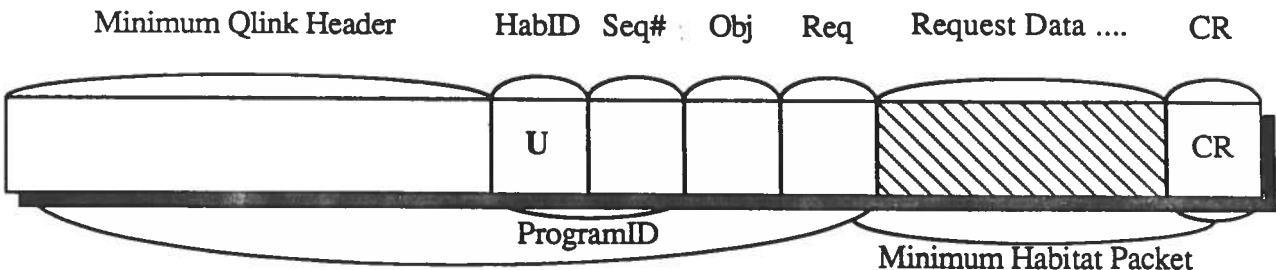 Minimum Qlink Header HabID Seq# Obj Req Request Data .... CR
U CR
ProgramID
Minimum Habitat Packet